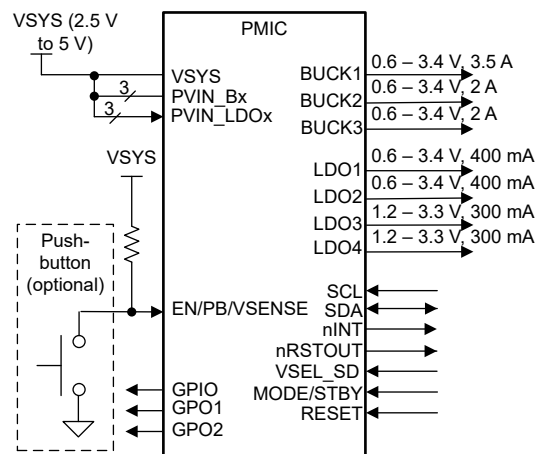 VSYS (2.5 V
to 5 V)
PMIC
VSYS
3
PVIN_Bx
3
PVIN_LDOx
VSYS
Push-
button
(optional)
EN/PB/VSENSE
GPIO
GPO1
GPO2
BUCK1
0.6 – 3.4 V, 3.5 A
BUCK2
0.6 – 3.4 V, 2 A
BUCK3
0.6 – 3.4 V, 2 A
LDO1
0.6 – 3.4 V, 400 mA
LDO2
0.6 – 3.4 V, 400 mA
LDO3
1.2 – 3.3 V, 300 mA
LDO4
1.2 – 3.3 V, 300 mA
SCL
SDA
nINT
nRSTOUT
VSEL_SD
MODE/STBY
RESET